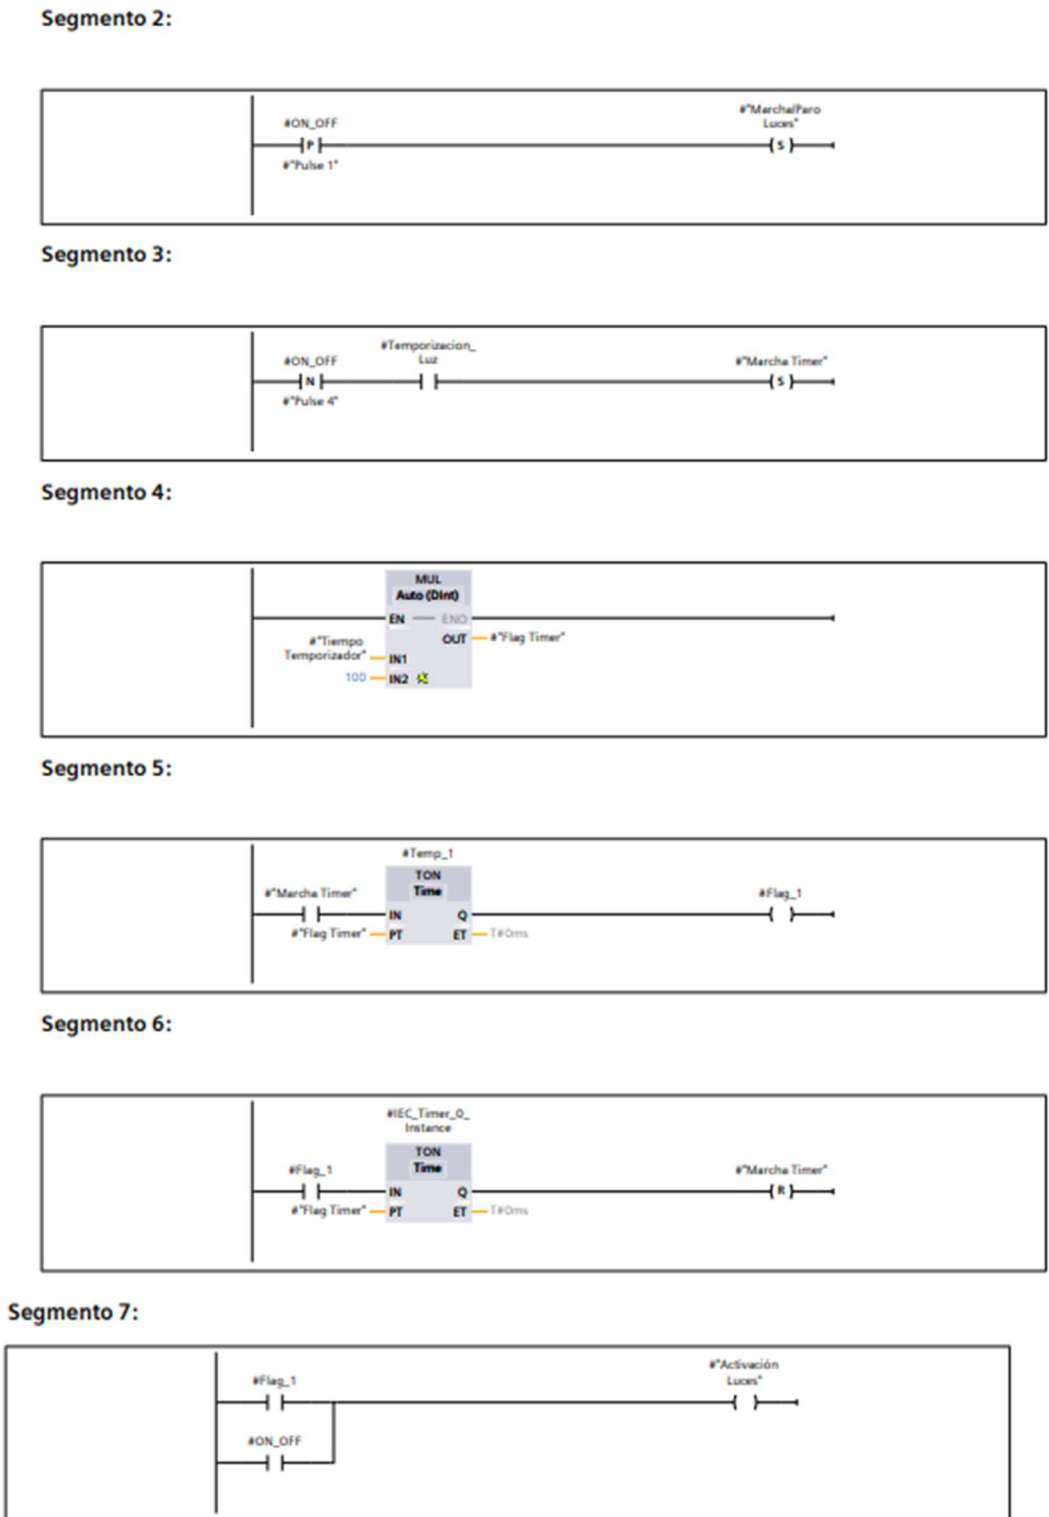 Segmento 2:
#"Marcha/Paro
Luces"
#ON_OFF
P
S
#"Pulse 1"
Segmento 3:
#Temporizacion_
Luz
#ON_OFF
#"Marcha Timer"
N
S
#"Pulse 4"
Segmento 4:
MUL
Auto (DInt)
EN
ENO
#"Tiempo
Temporizador"
OUT
#"Flag Timer"
IN1
100
IN2
Segmento 5:
#Temp_1
TON
Time
#"Marcha Timer"
#Flag_1
IN
Q
#"Flag Timer"
PT
ET
T#0ms
Segmento 6:
#IEC_Timer_0_
Instance
TON
Time
#Flag_1
#"Marcha Timer"
IN
Q
R
#"Flag Timer"
PT
ET
T#0ms
Segmento 7:
#"Activación
Luces"
#Flag_1
#ON_OFF